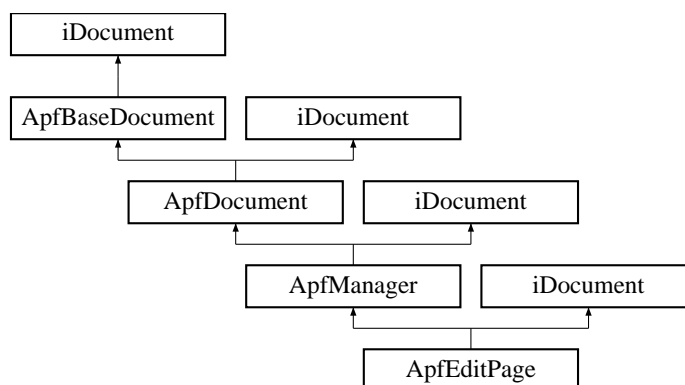 iDocument
ApfBaseDocument
iDocument
ApfDocument
iDocument
ApfManager
iDocument
ApfEditPage